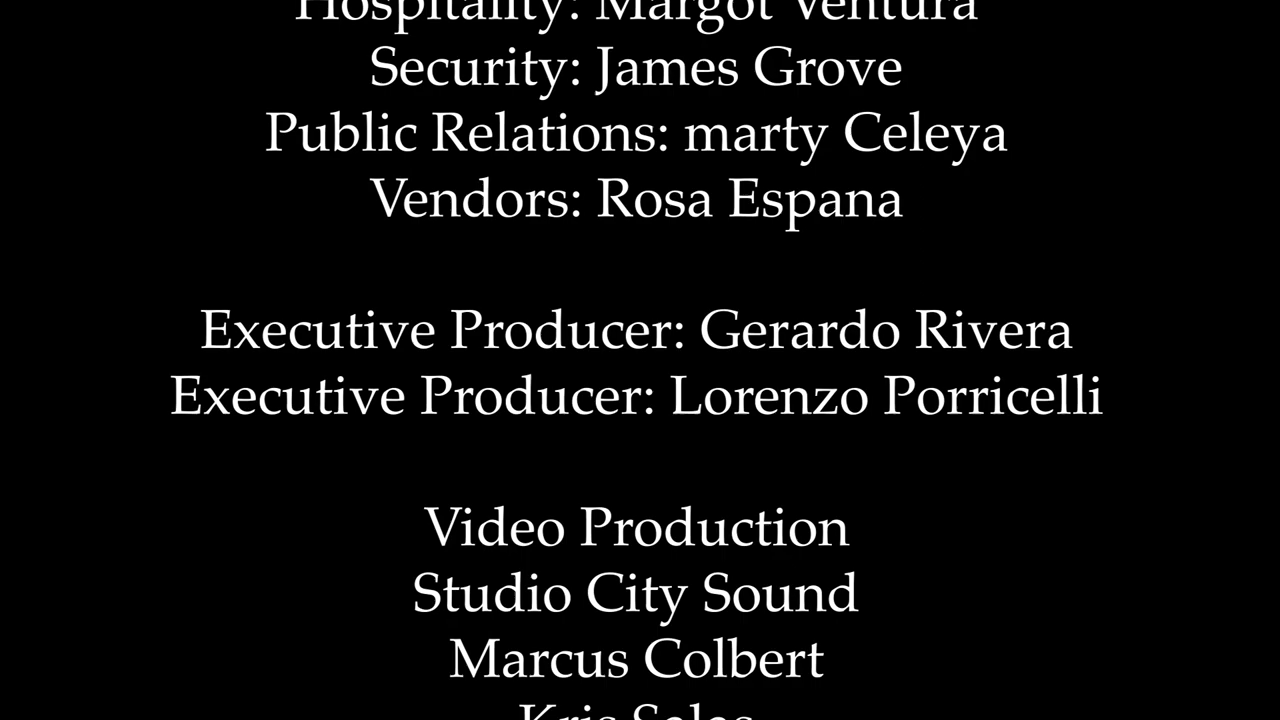 Hospitality: Margot Ventura
Security: James Grove
Public Relations: marty Celeya
Vendors: Rosa Espana
Executive Producer: Gerardo Rivera
Executive Producer: Lorenzo Porricelli
Video Production
Studio City Sound
Marcus Colbert
Kris Soles